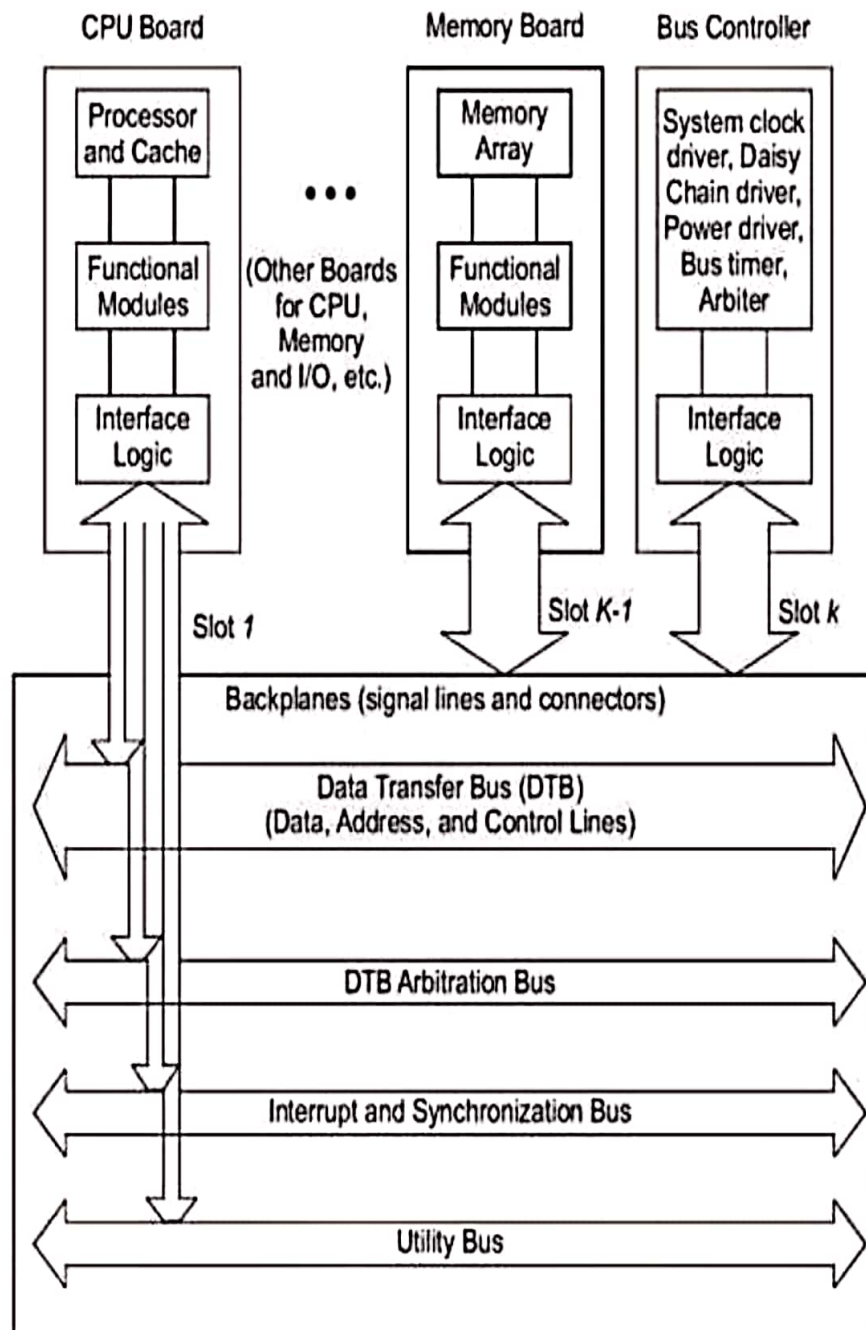 CPU Board
Memory Board
Bus Controller
Processor
and Cache
Functional
Modules
Interface
Logic
•••
(Other Boards
for CPU,
Memory
and I/O, etc.)
Memory
Array
Functional
Modules
Interface
Logic
System clock
driver, Daisy
Chain driver,
Power driver,
Bus timer,
Arbiter
Interface
Logic
Slot 1
Slot K-1
Slot k
Backplanes (signal lines and connectors)
Data Transfer Bus (DTB)
(Data, Address, and Control Lines)
DTB Arbitration Bus
Interrupt and Synchronization Bus
Utility Bus